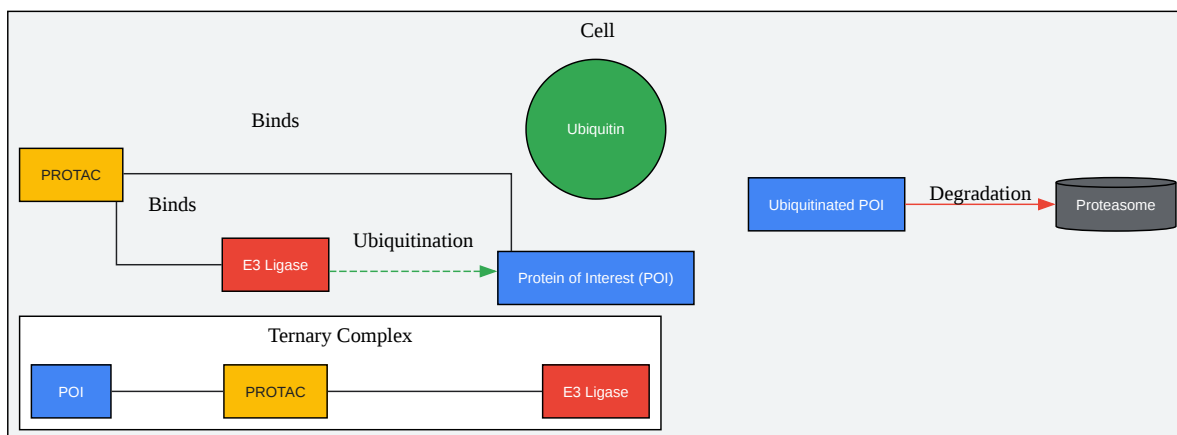 Cell
Ubiquitin
Binds
PROTAC
Binds
Ubiquitinated POI
Degradation
Proteasome
E3 Ligase
Ubiquitination
Protein of Interest (POI)
Ternary Complex
POI
PROTAC
E3 Ligase